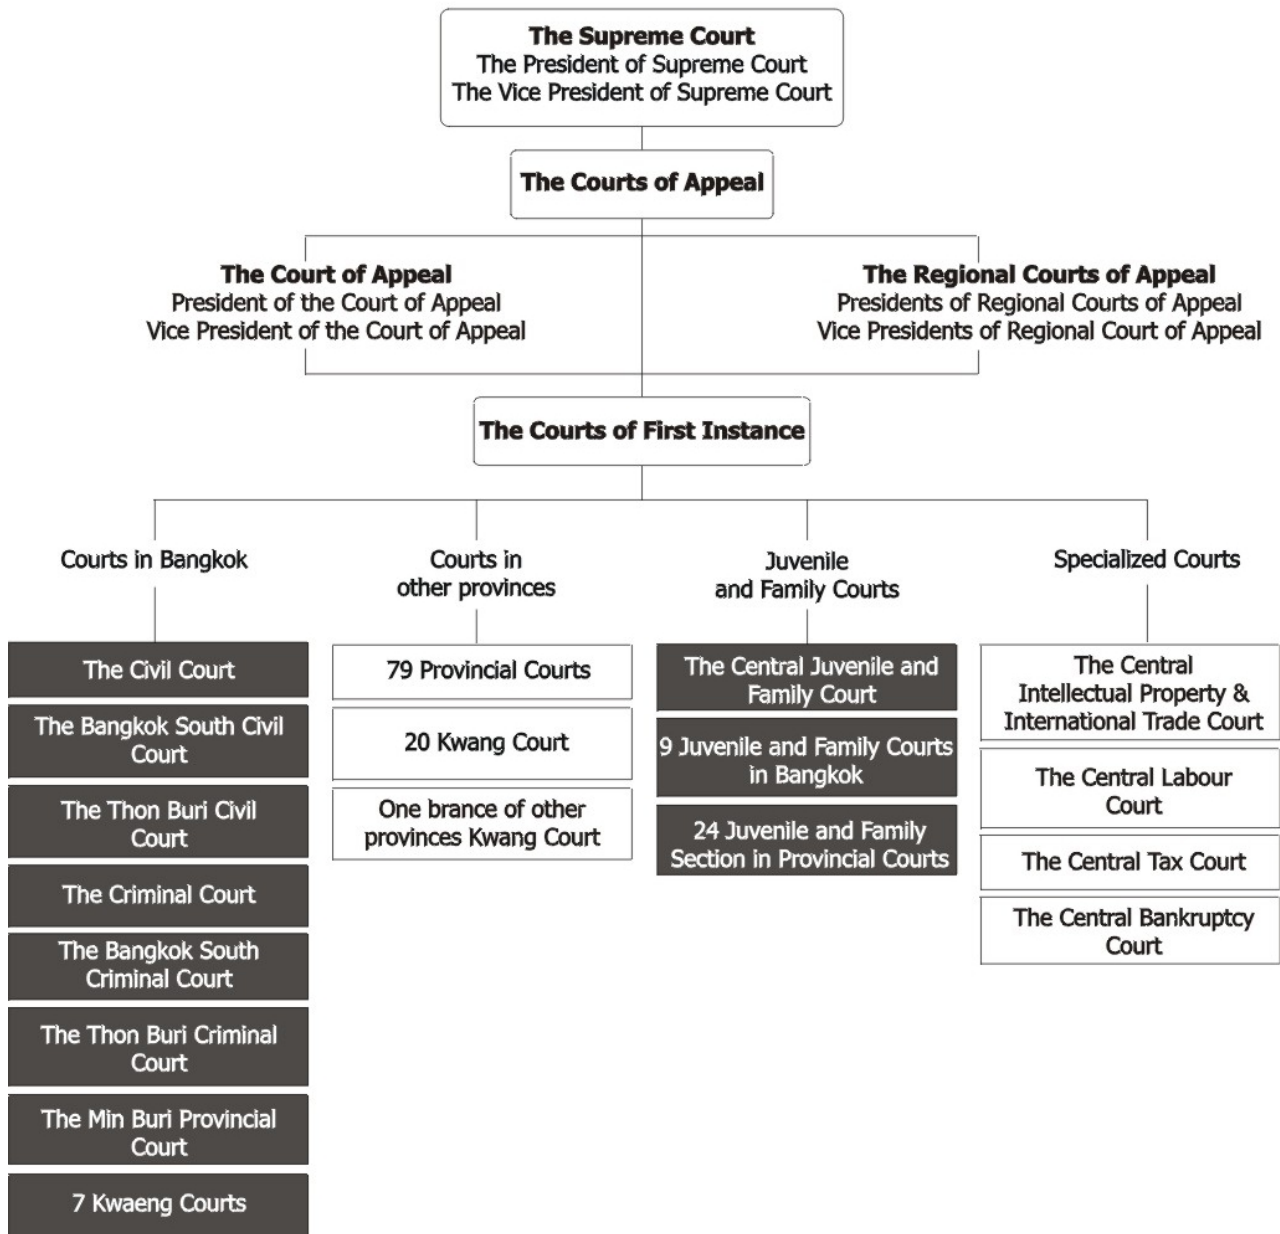 The Supreme Court
The President of Supreme Court
The Vice President of Supreme Court
The Courts of Appeal
The Court of Appeal
President of the Court of Appeal
Vice President of the Court of Appeal
The Regional Courts of Appeal
Presidents of Regional Courts of Appeal
Vice Presidents of Regional Court of Appeal
The Courts of First Instance
Courts in Bangkok
The Civil Court
The Bangkok South Civil
Court
The Thon Buri Civil
Court
The Criminal Court
The Bangkok South
Criminal Court
The Thon Buri Criminal
Court
The Min Buri Provincial
Court
7 Kwaeng Courts
Courts in
other provinces
79 Provincial Courts
20 Kwang Court
One brance of other
provinces Kwang Court
Juvenile
and Family Courts
The Central Juvenile and
Family Court
9 Juvenile and Family Courts
in Bangkok
24 Juvenile and Family
Section in Provincial Courts
Specialized Courts
The Central
Intellectual Property &
International Trade Court
The Central Labour
Court
The Central Tax Court
The Central Bankruptcy
Court